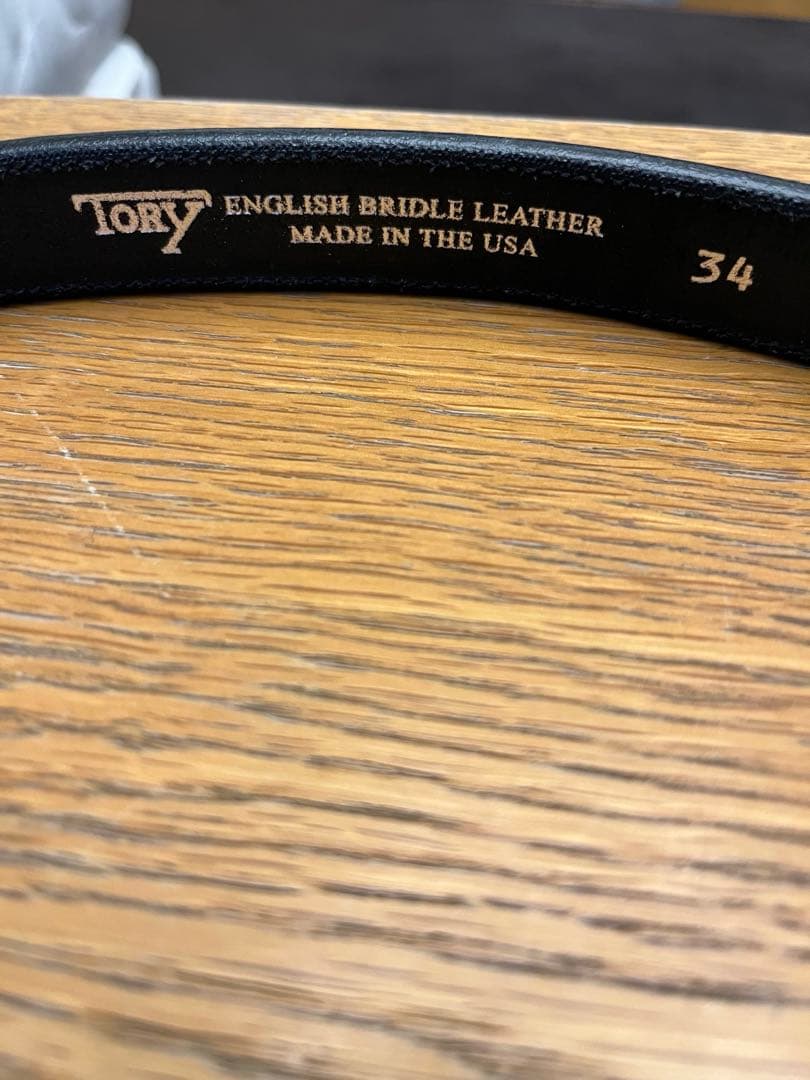 TORY ENGLISH BRIDLE LEATHER
MADE IN THE USA
34